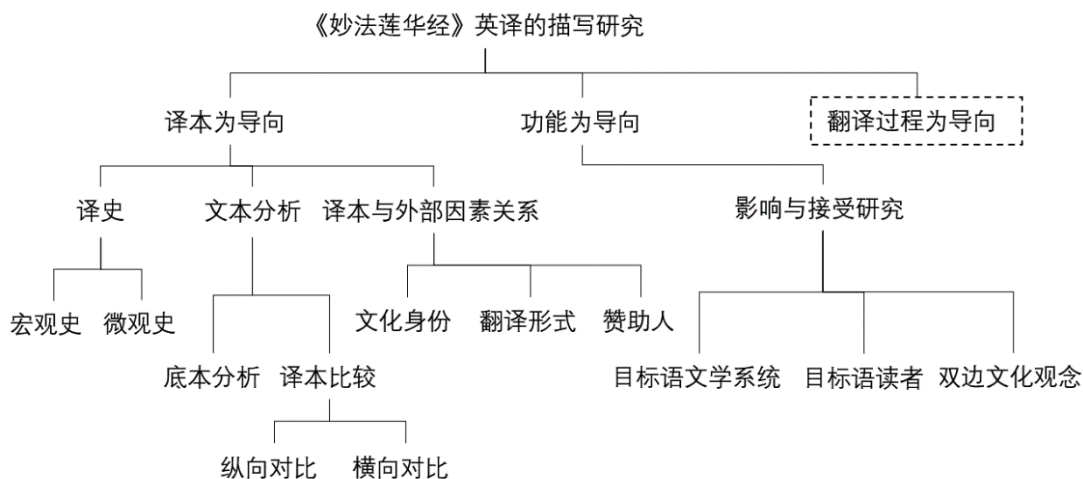 《妙法莲华经》英译的描写研究
译本为导向 功能为导向 翻译过程为导向
译史 文本分析 译本与外部因素关系 影响与接受研究
宏观史 微观史 文化身份 翻译形式 赞助人
底本分析 译本比较 目标语文学系统 目标语读者 双边文化观念
纵向对比 横向对比